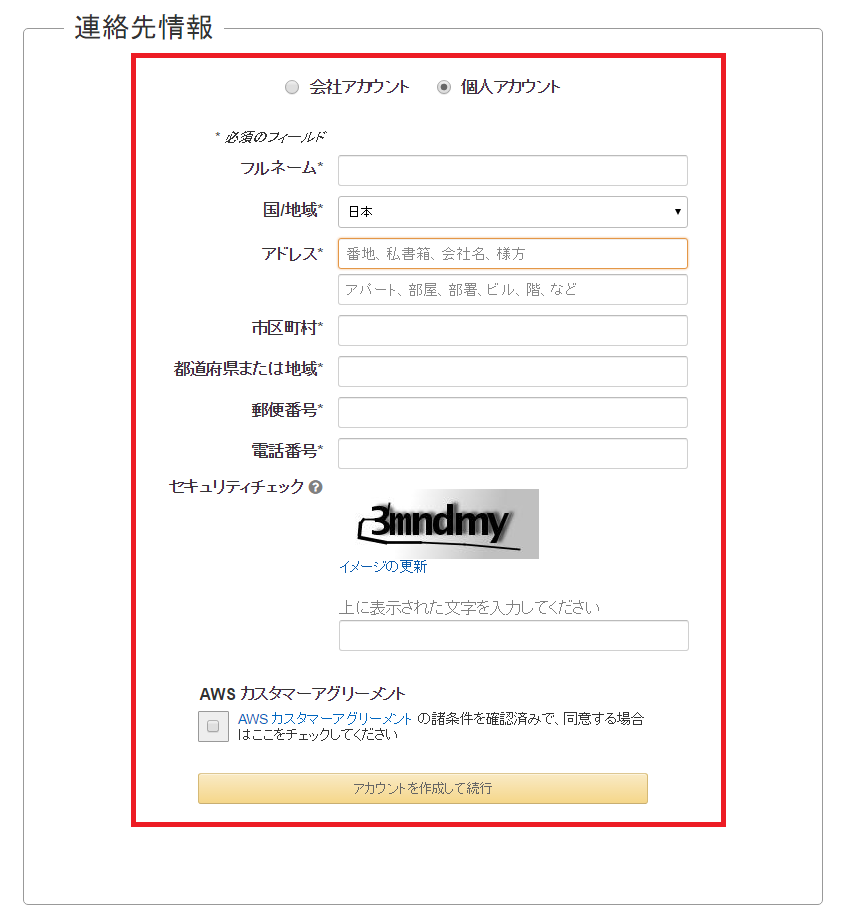 連絡先情報
会社アカウント 個人アカウント
* 必須のフィールド
フルネーム*
国/地域* 日本
アドレス* 番地、私書箱、会社名、様方
アパート、部屋、部署、ビル、階、など
市区町村*
都道府県または地域*
郵便番号*
電話番号*
セキュリティチェック ?
3mndmy
イメージの更新
上に表示された文字を入力してください
AWS カスタマーアグリーメント
AWS カスタマーアグリーメント の諸条件を確認済みで、同意する場合
はここをチェックしてください
アカウントを作成して続行